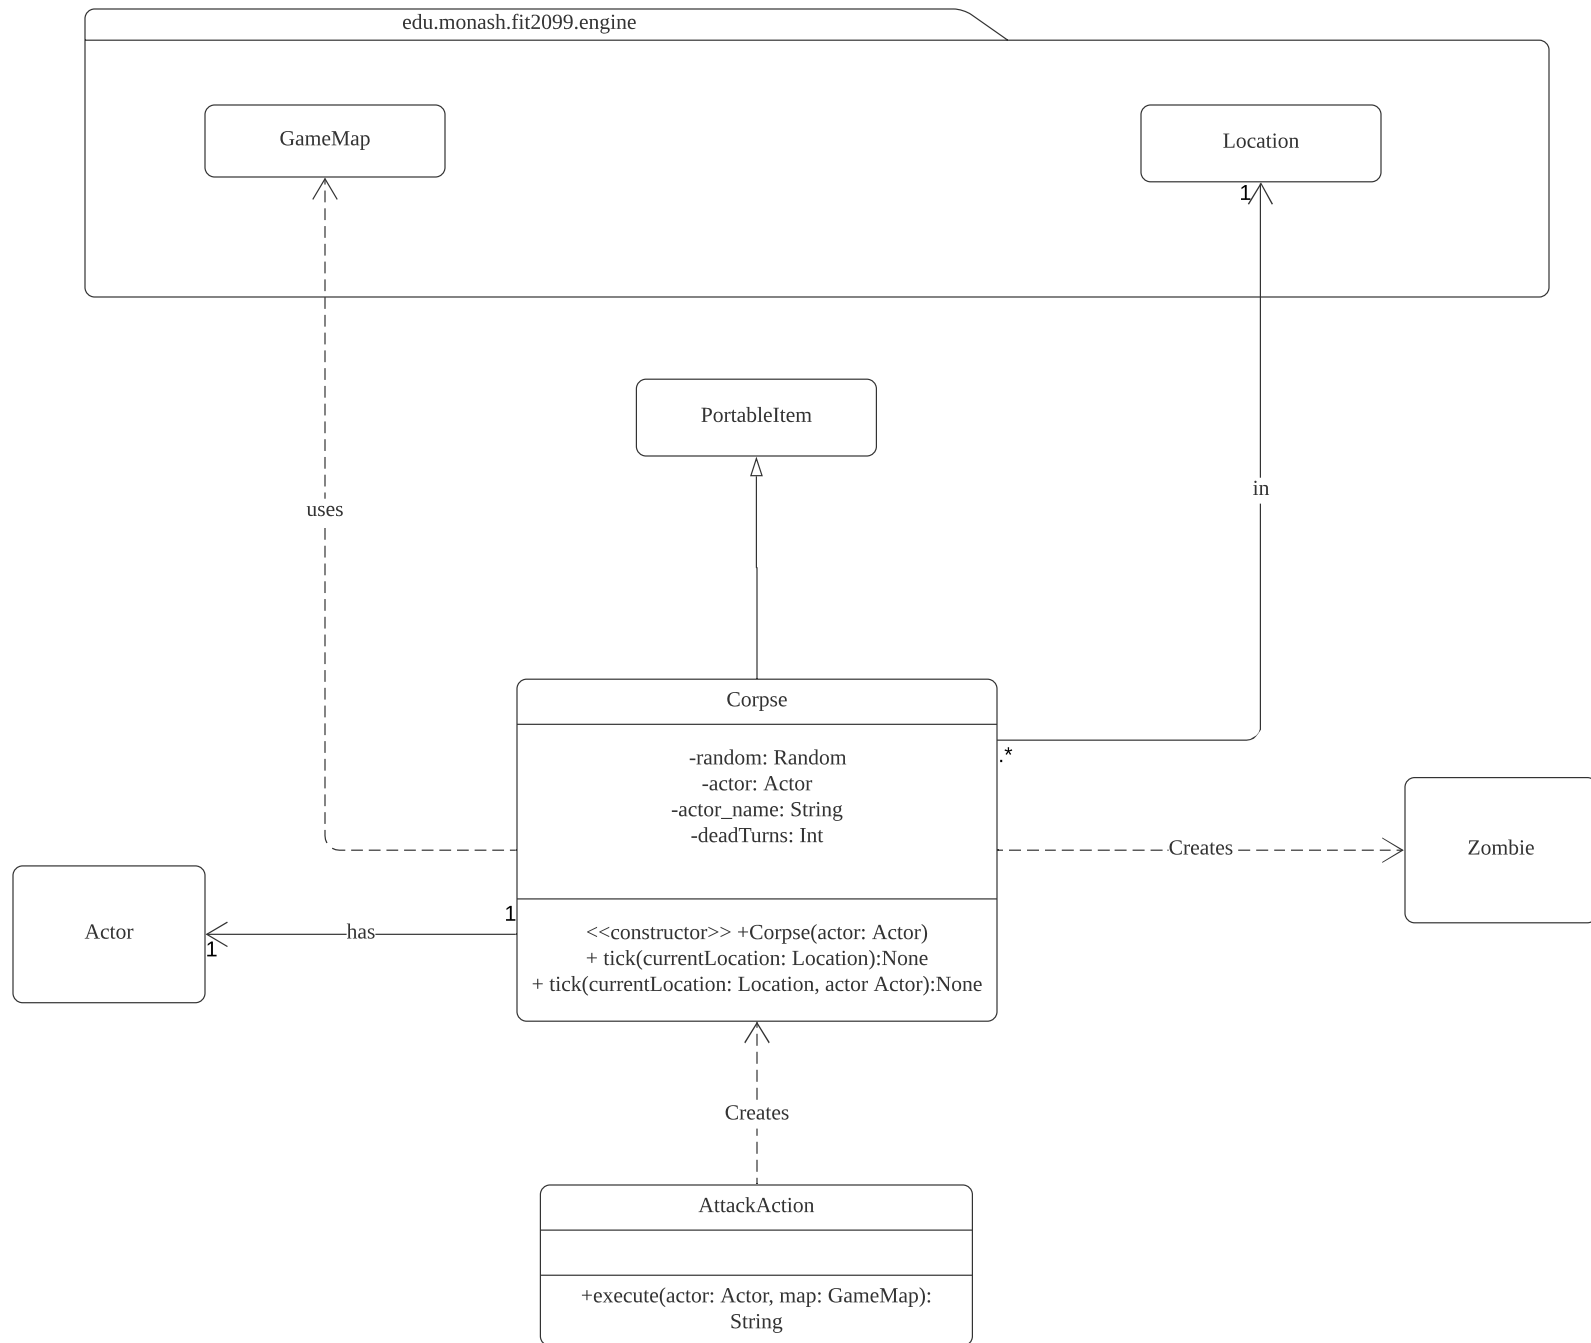 edu.monash.fit2099.engine
GameMap
Location
1
PortableItem
uses
in
Corpse
-random: Random
-actor: Actor
-actor_name: String
-deadTurns: Int
.*
Creates
Zombie
Actor
has
1
1
<<constructor>> +Corpse(actor: Actor)
+ tick(currentLocation: Location):None
+ tick(currentLocation: Location, actor Actor):None
Creates
AttackAction
+execute(actor: Actor, map: GameMap):
String